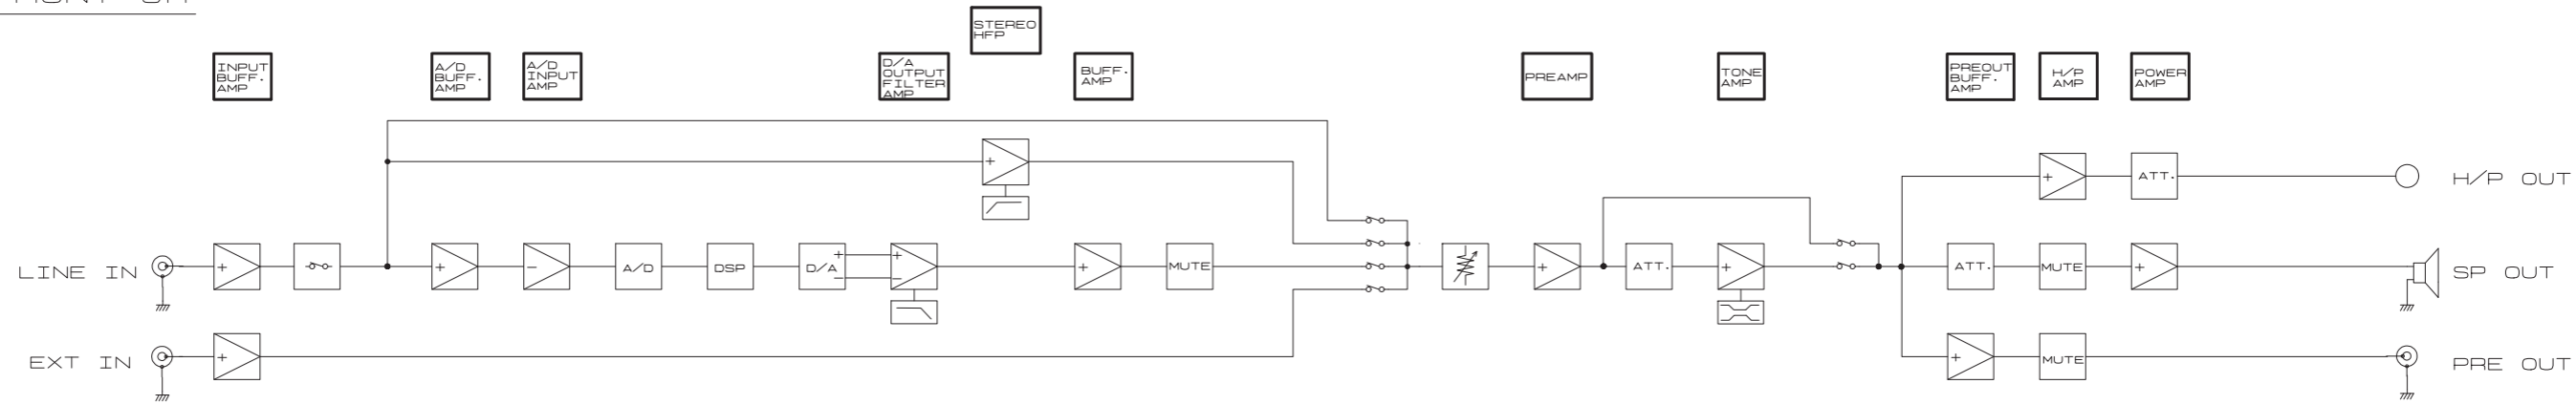 STEREO
HFP
INPUT
BUFF.
AMP
A/D
BUFF.
AMP
A/D
INPUT
AMP
D/A
OUTPUT
FILTER
AMP
BUFF.
AMP
PREAMP
TONE
AMP
PREOUT
BUFF.
AMP
H/P
AMP
POWER
AMP
+
+
ATT.
H/P OUT
LINE IN
+
+
−
A/D
DSP
D/A
+
−
+
−
+
MUTE
+
ATT.
+
ATT.
MUTE
+
SP OUT
EXT IN
+
+
MUTE
PRE OUT